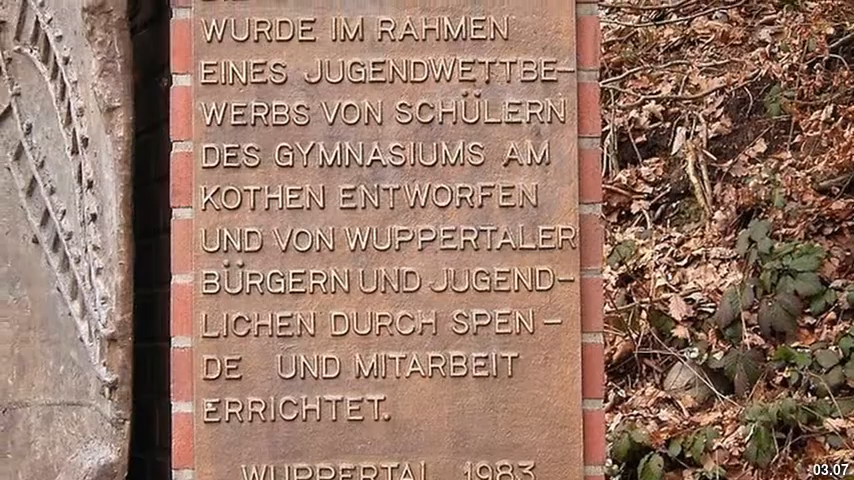 WURDE IM RAHMEN
EINES JUGENDWETTBE-
WERBS VON SCHÜLERN
DES GYMNASIUMS AM
KOTHEN ENTWORFEN
UND VON WUPPERTALER
BÜRGERN UND JUGEND-
LICHEN DURCH SPEN-
DE UND MITARBEIT
ERRICHTET.
WUPPERTAL 1983
03.07